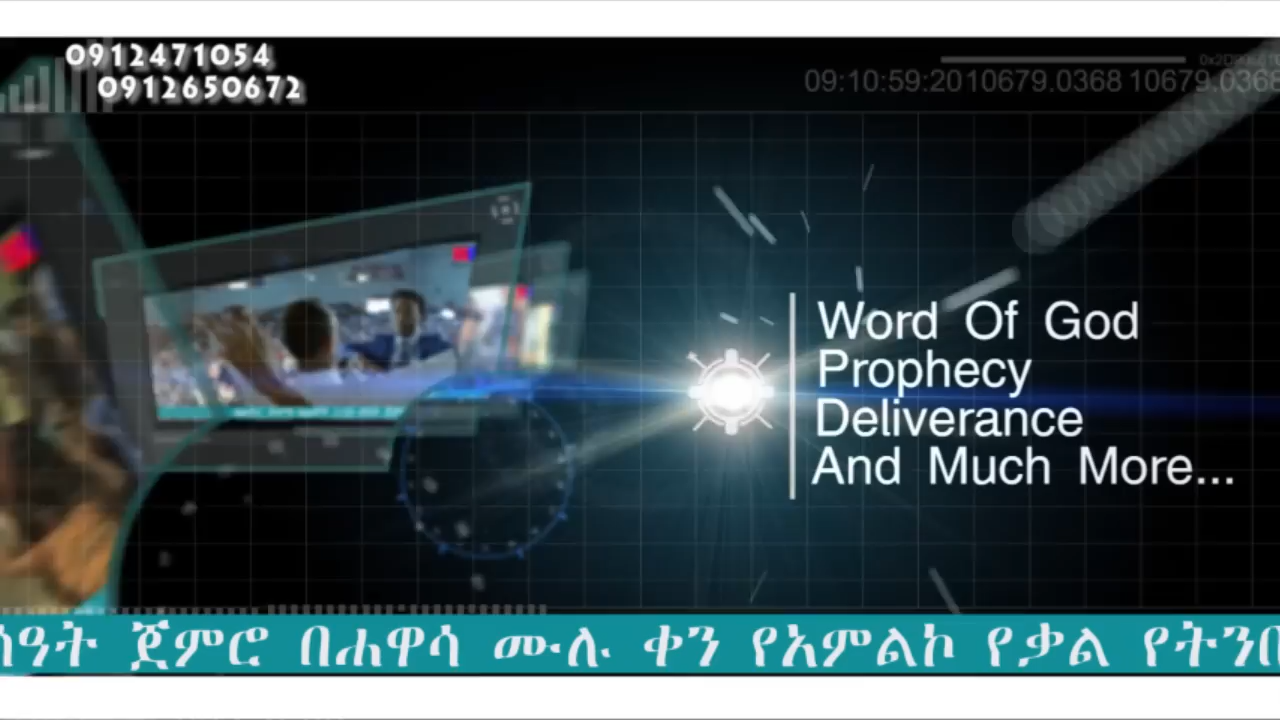 0912471054
0912650672
09:10:59:2010679.0368 10679.0368
Word Of God
Prophecy
Deliverance
And Much More...
ጀምሮ በሐዋሳ ሙሉ ቀን የአምልኮ የቃል